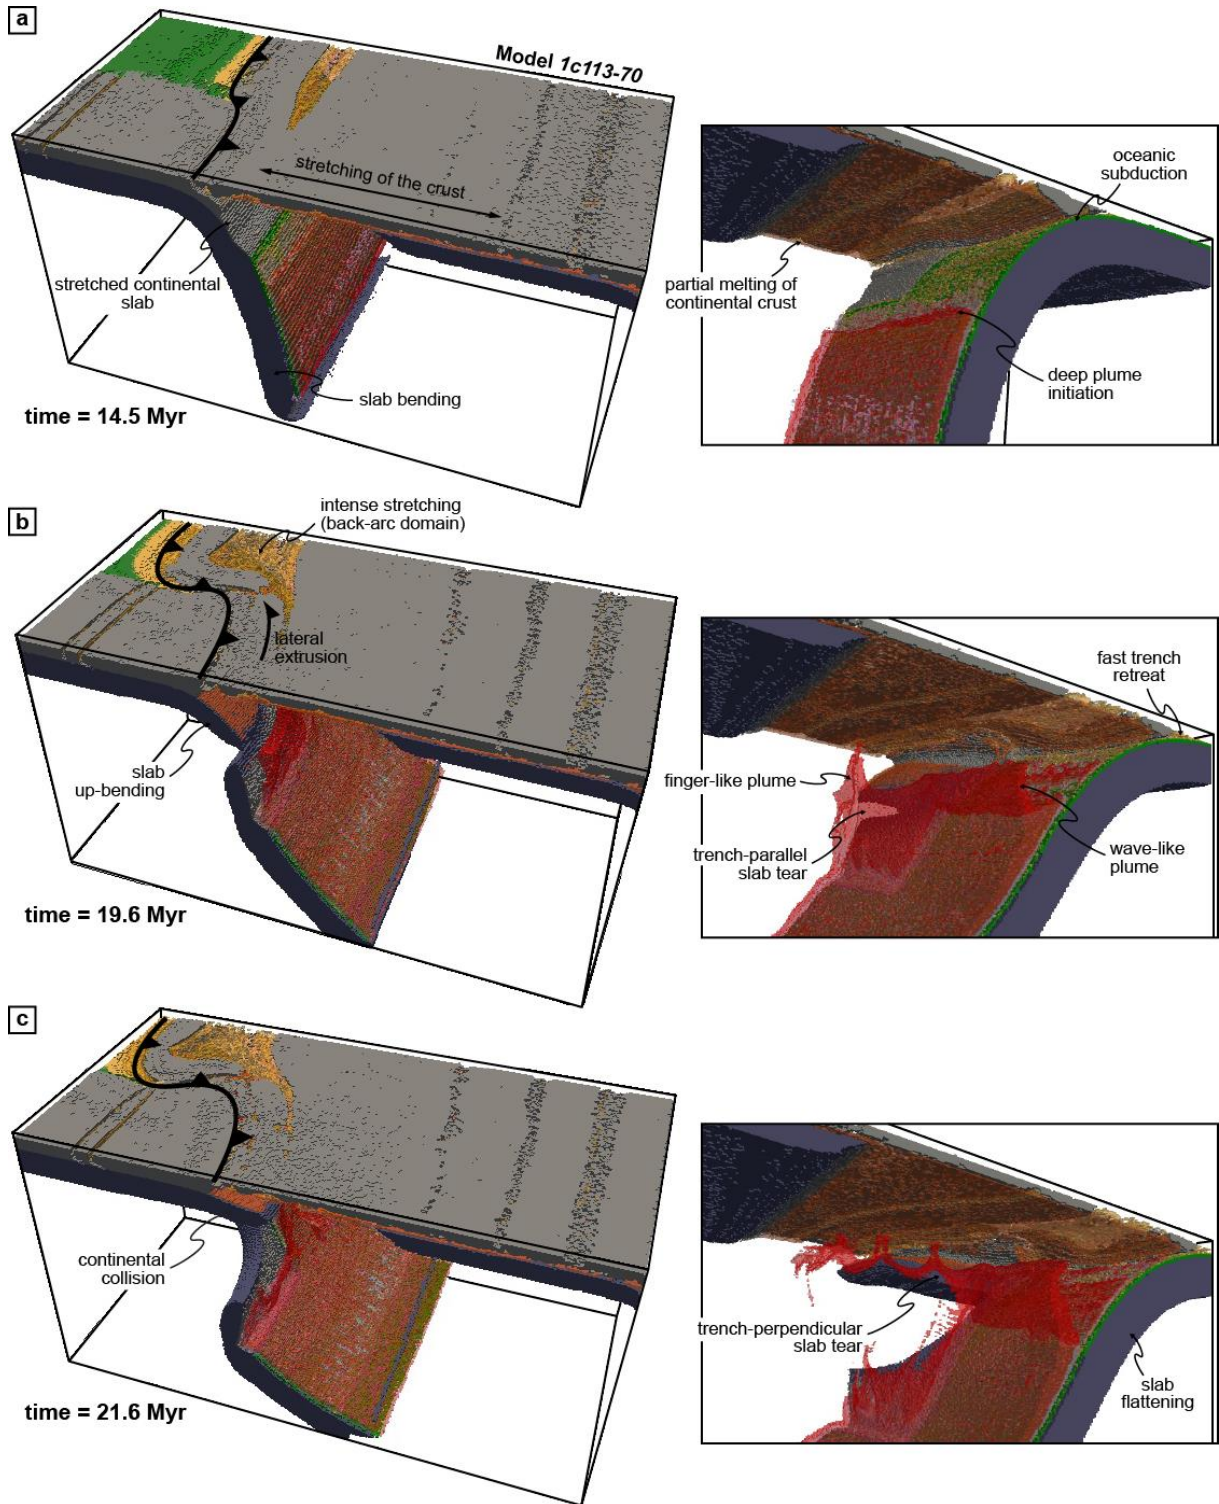 a
Model 1c113-70
stretching of the crust
stretched continental
slab
slab bending
time = 14.5 Myr
oceanic
subduction
partial melting of
continental crust
deep plume
initiation
b
intense stretching
(back-arc domain)
lateral
extrusion
slab
up-bending
time = 19.6 Myr
fast trench
retreat
finger-like plume
trench-parallel
slab tear
wave-like
plume
c
continental
collision
time = 21.6 Myr
trench-perpendicular
slab tear
slab
flattening